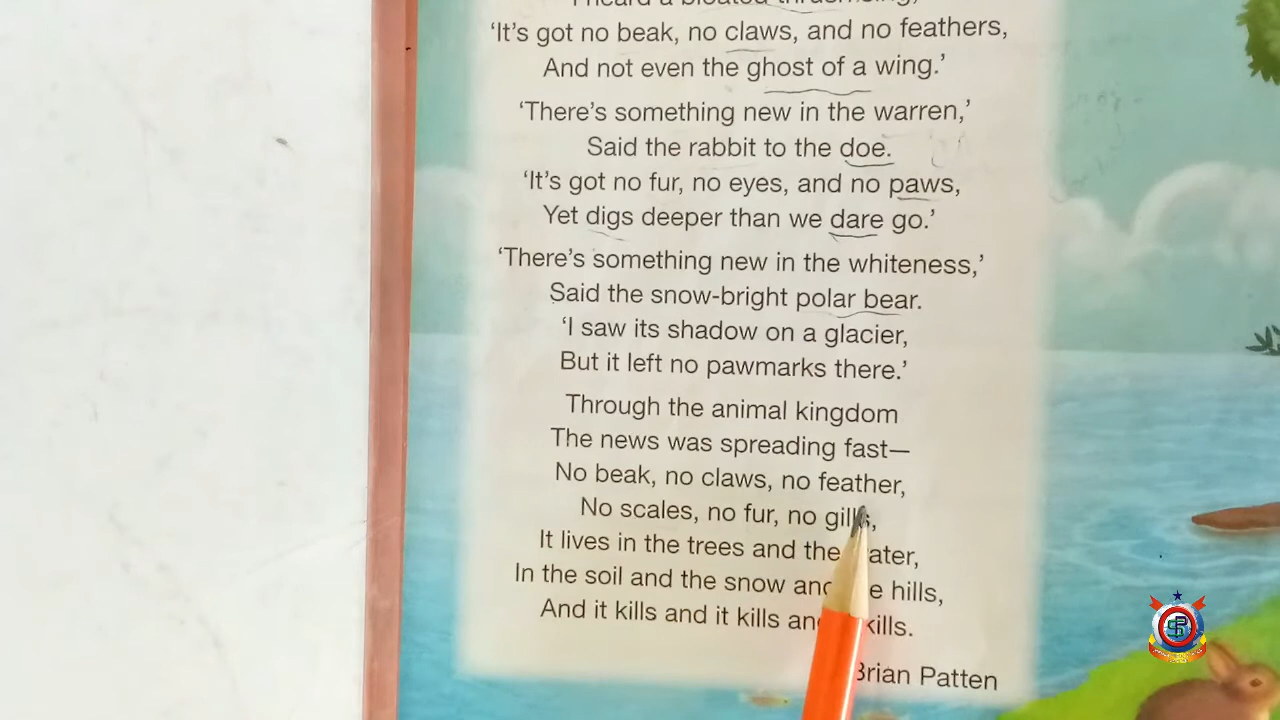 I heard a bloated thrush sing,
‘It’s got no beak, no claws, and no feathers,
And not even the ghost of a wing.’
‘There’s something new in the warren,’
Said the rabbit to the doe.
‘It’s got no fur, no eyes, and no paws,
Yet digs deeper than we dare go.’
‘There’s something new in the whiteness,’
Said the snow-bright polar bear.
‘I saw its shadow on a glacier,
But it left no pawmarks there.’
Through the animal kingdom
The news was spreading fast—
No beak, no claws, no feather,
No scales, no fur, no gills,
It lives in the trees and the water,
In the soil and the snow and the hills,
And it kills and it kills and kills.
Brian Patten